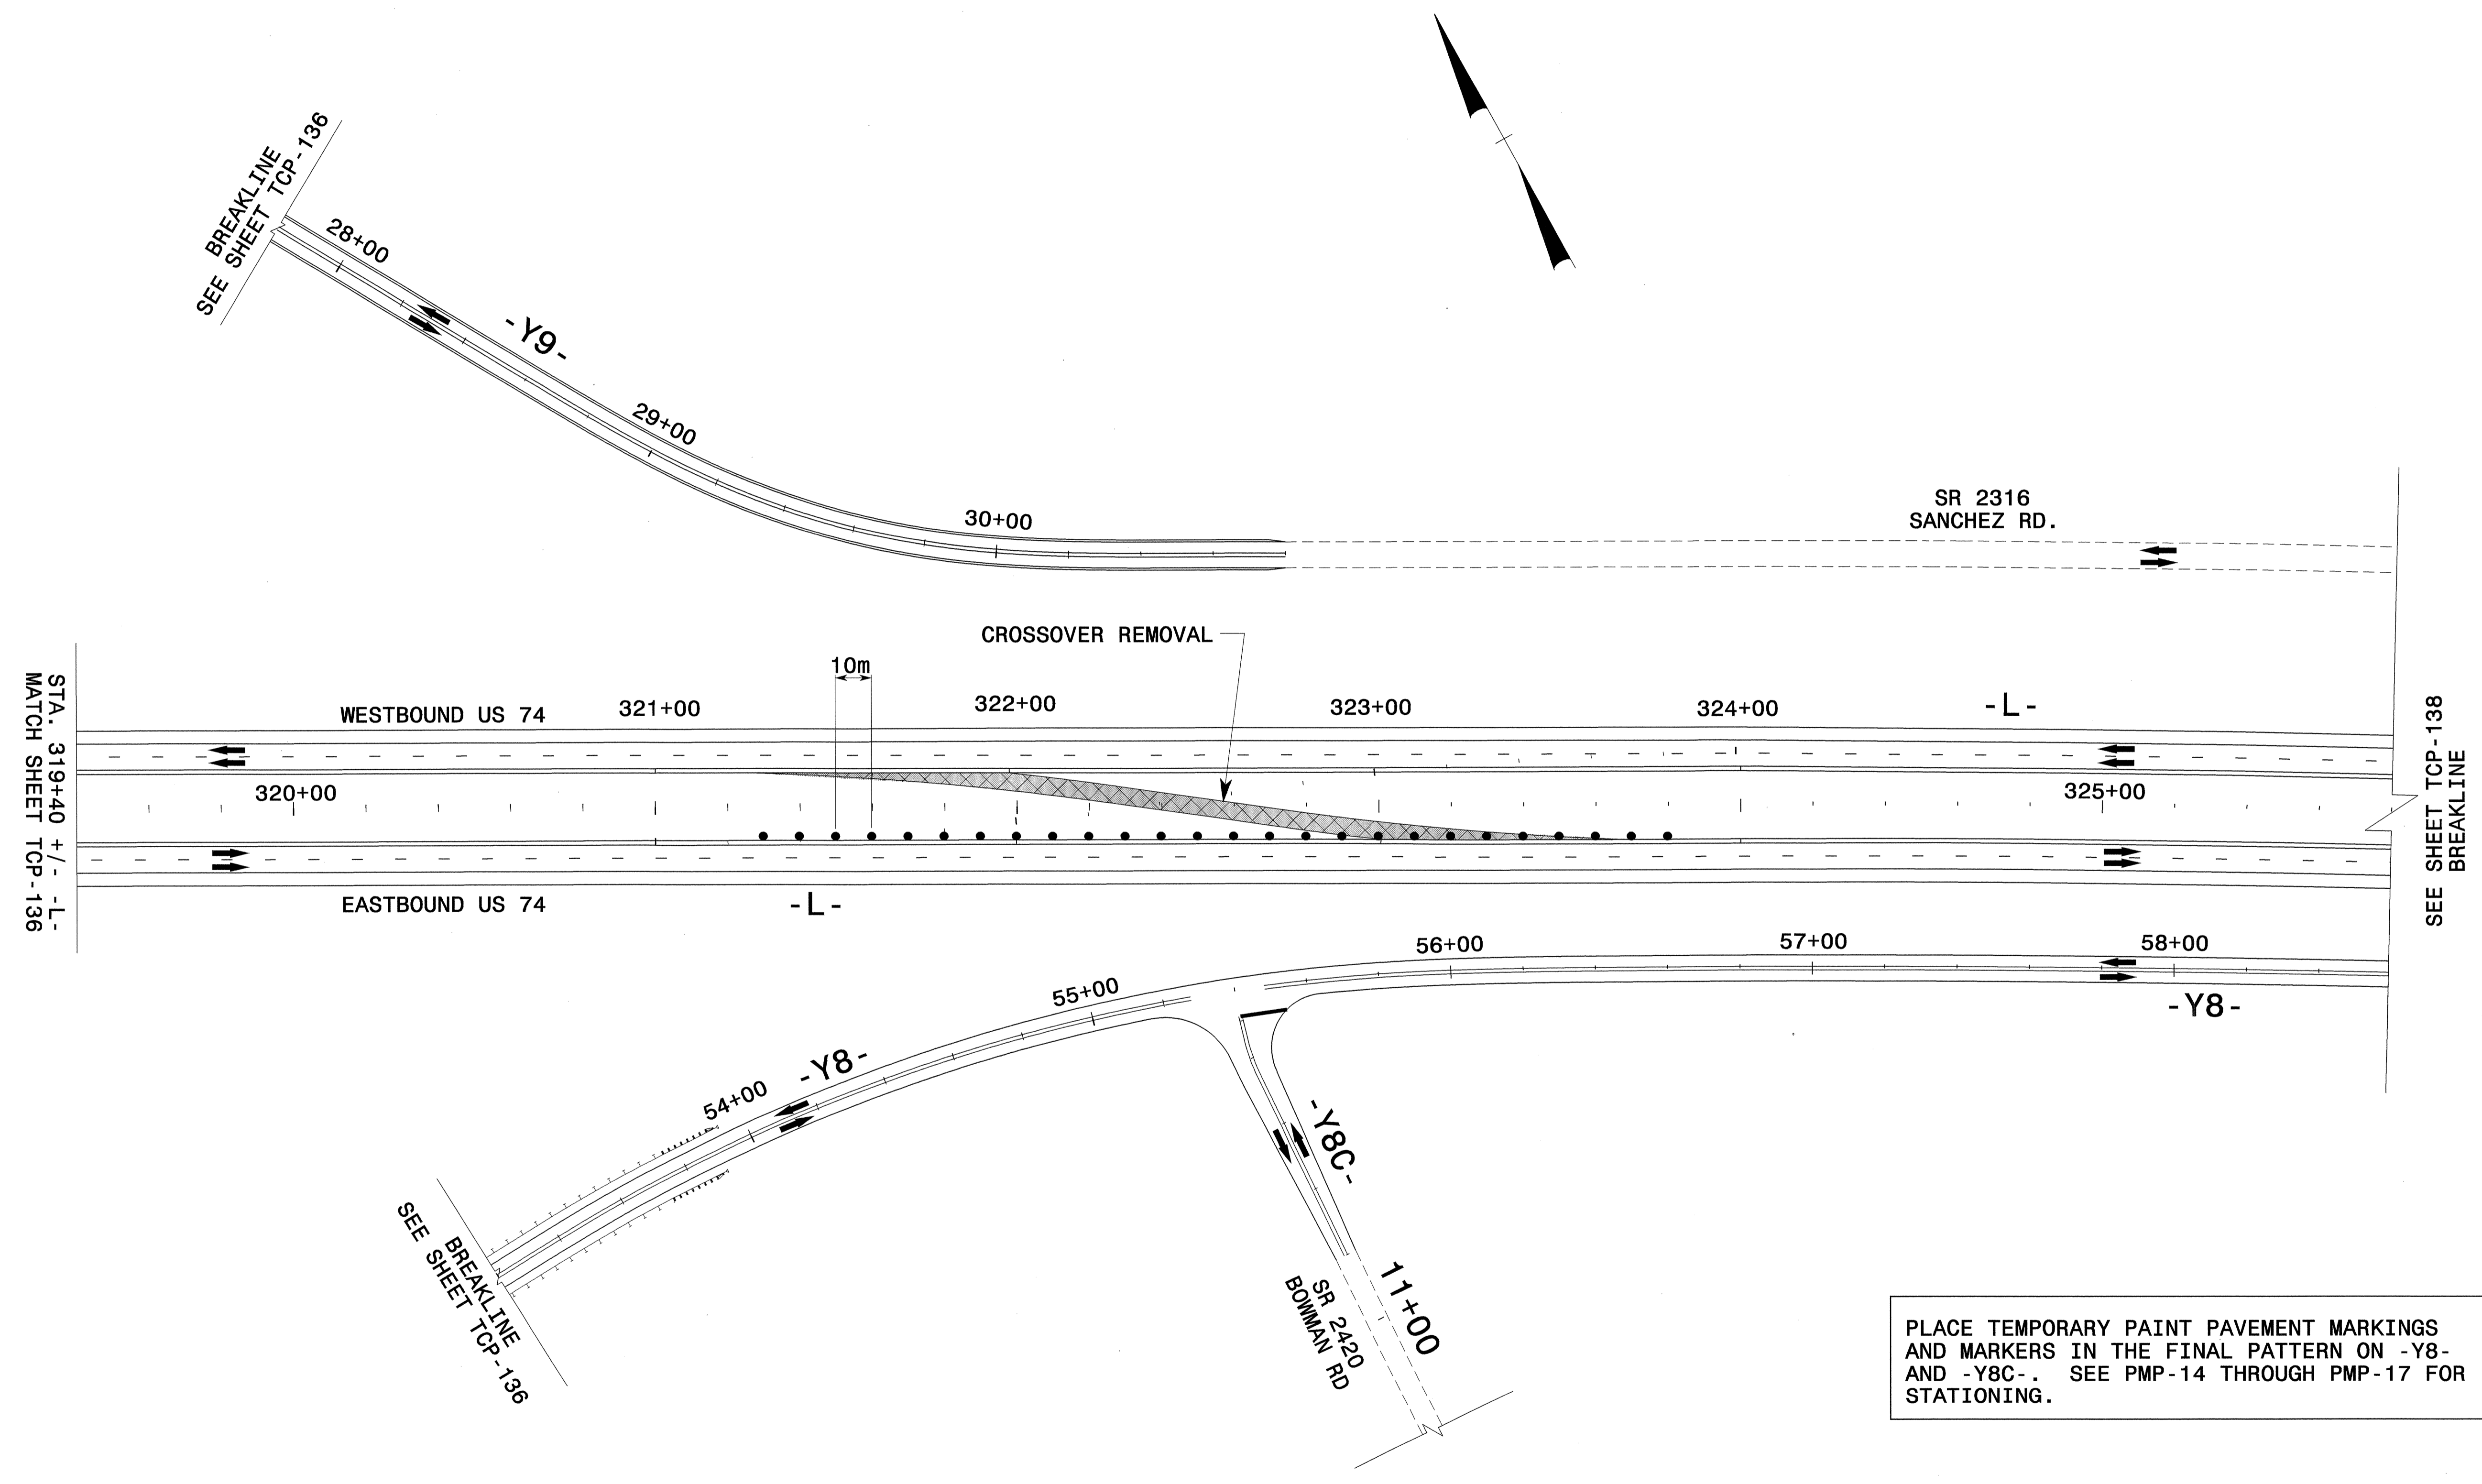 BREAKLINE
SEE SHEET TCP-136
28+00
-Y9-
29+00
30+00
SR 2316
SANCHEZ RD.
CROSSOVER REMOVAL
10m
STA. 319+40 +/- -L-
MATCH SHEET TCP-136
WESTBOUND US 74
321+00
322+00
323+00
324+00
-L-
320+00
325+00
SEE SHEETTCP-138
BREAKLINE
EASTBOUND US 74
-L-
56+00
57+00
58+00
55+00
-Y8-
-Y8-
54+00
-Y8C-
BREAKLINE
SEE SHEET TCP-136
11+00
SR 2420
BOWMAN RD
PLACE TEMPORARY PAINT PAVEMENT MARKINGS
AND MARKERS IN THE FINAL PATTERN ON -Y8-
AND -Y8C-. SEE PMP-14 THROUGH PMP-17 FOR
STATIONING.